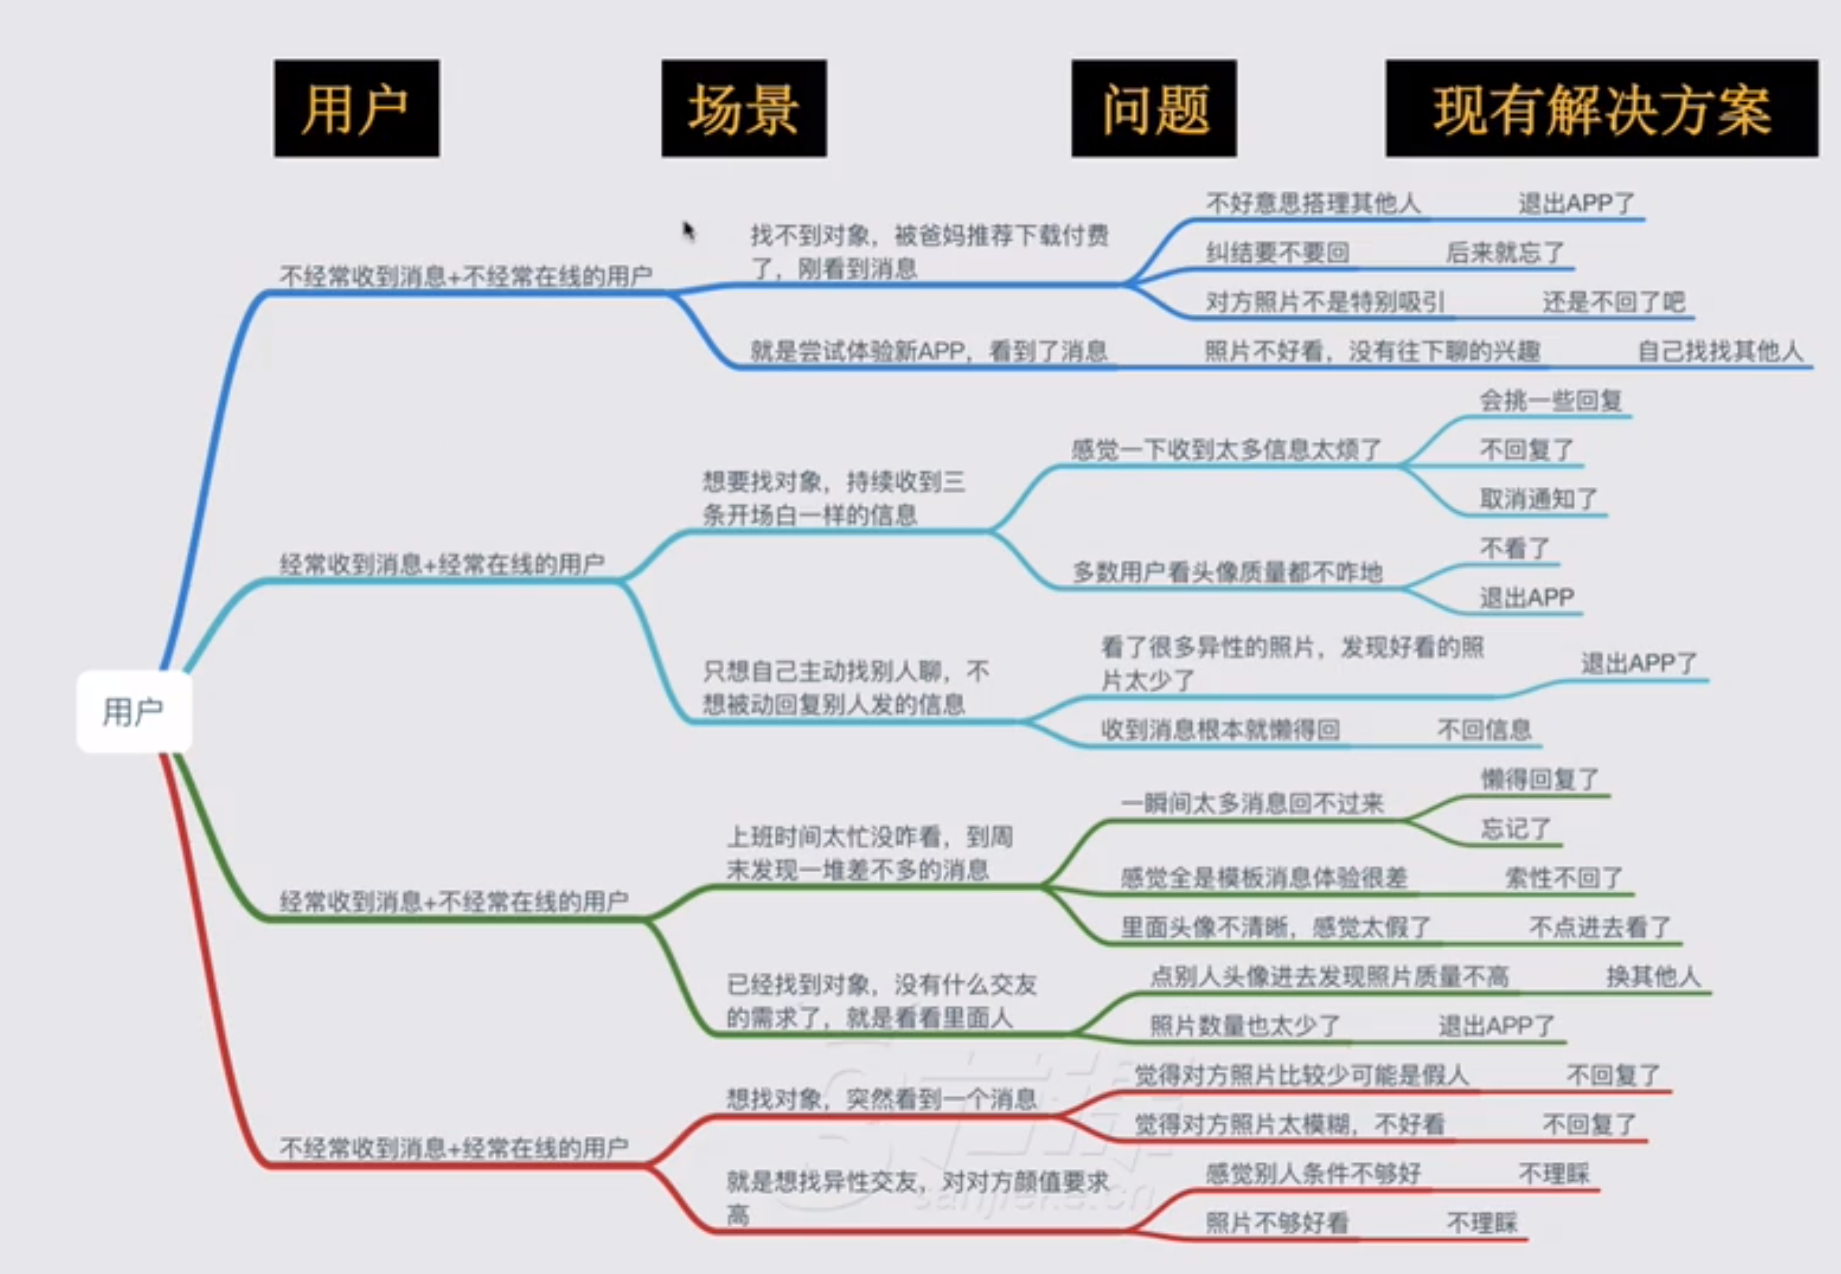 用户
场景
问题
现有解决方案
用户
不经常收到消息+不经常在线的用户
找不到对象，被爸妈推荐下载付费
了，刚看到消息
不好意思搭理其他人
退出APP了
纠结要不要回
后来就忘了
对方照片不是特别吸引
还是不回了吧
就是尝试体验新APP，看到了消息
照片不好看，没有往下聊的兴趣
自己找找其他人
经常收到消息+经常在线的用户
想要找对象，持续收到三
条开场白一样的信息
感觉一下收到太多信息太烦了
会挑一些回复
不回复了
取消通知了
多数用户看头像质量都不咋地
不看了
退出APP
只想自己主动找别人聊，不
想被动回复别人发的信息
看了很多异性的照片，发现好看的照
片太少了
退出APP了
收到消息根本就懒得回
不回信息
经常收到消息+不经常在线的用户
上班时间太忙没咋看，到周
末发现一堆差不多的消息
一瞬间太多消息回不过来
懒得回复了
忘记了
感觉全是模板消息体验很差
索性不回了
里面头像不清晰，感觉太假了
不点进去看了
已经找到对象，没有什么交友
的需求了，就是看看里面人
点别人头像进去发现照片质量不高
换其他人
照片数量也太少了
退出APP了
不经常收到消息+经常在线的用户
想找对象，突然看到一个消息
觉得对方照片比较少可能是假人
不回复了
觉得对方照片太模糊，不好看
不回复了
就是想找异性交友，对对方颜值要求
高
感觉别人条件不够好
不理睬
照片不够好看
不理睬